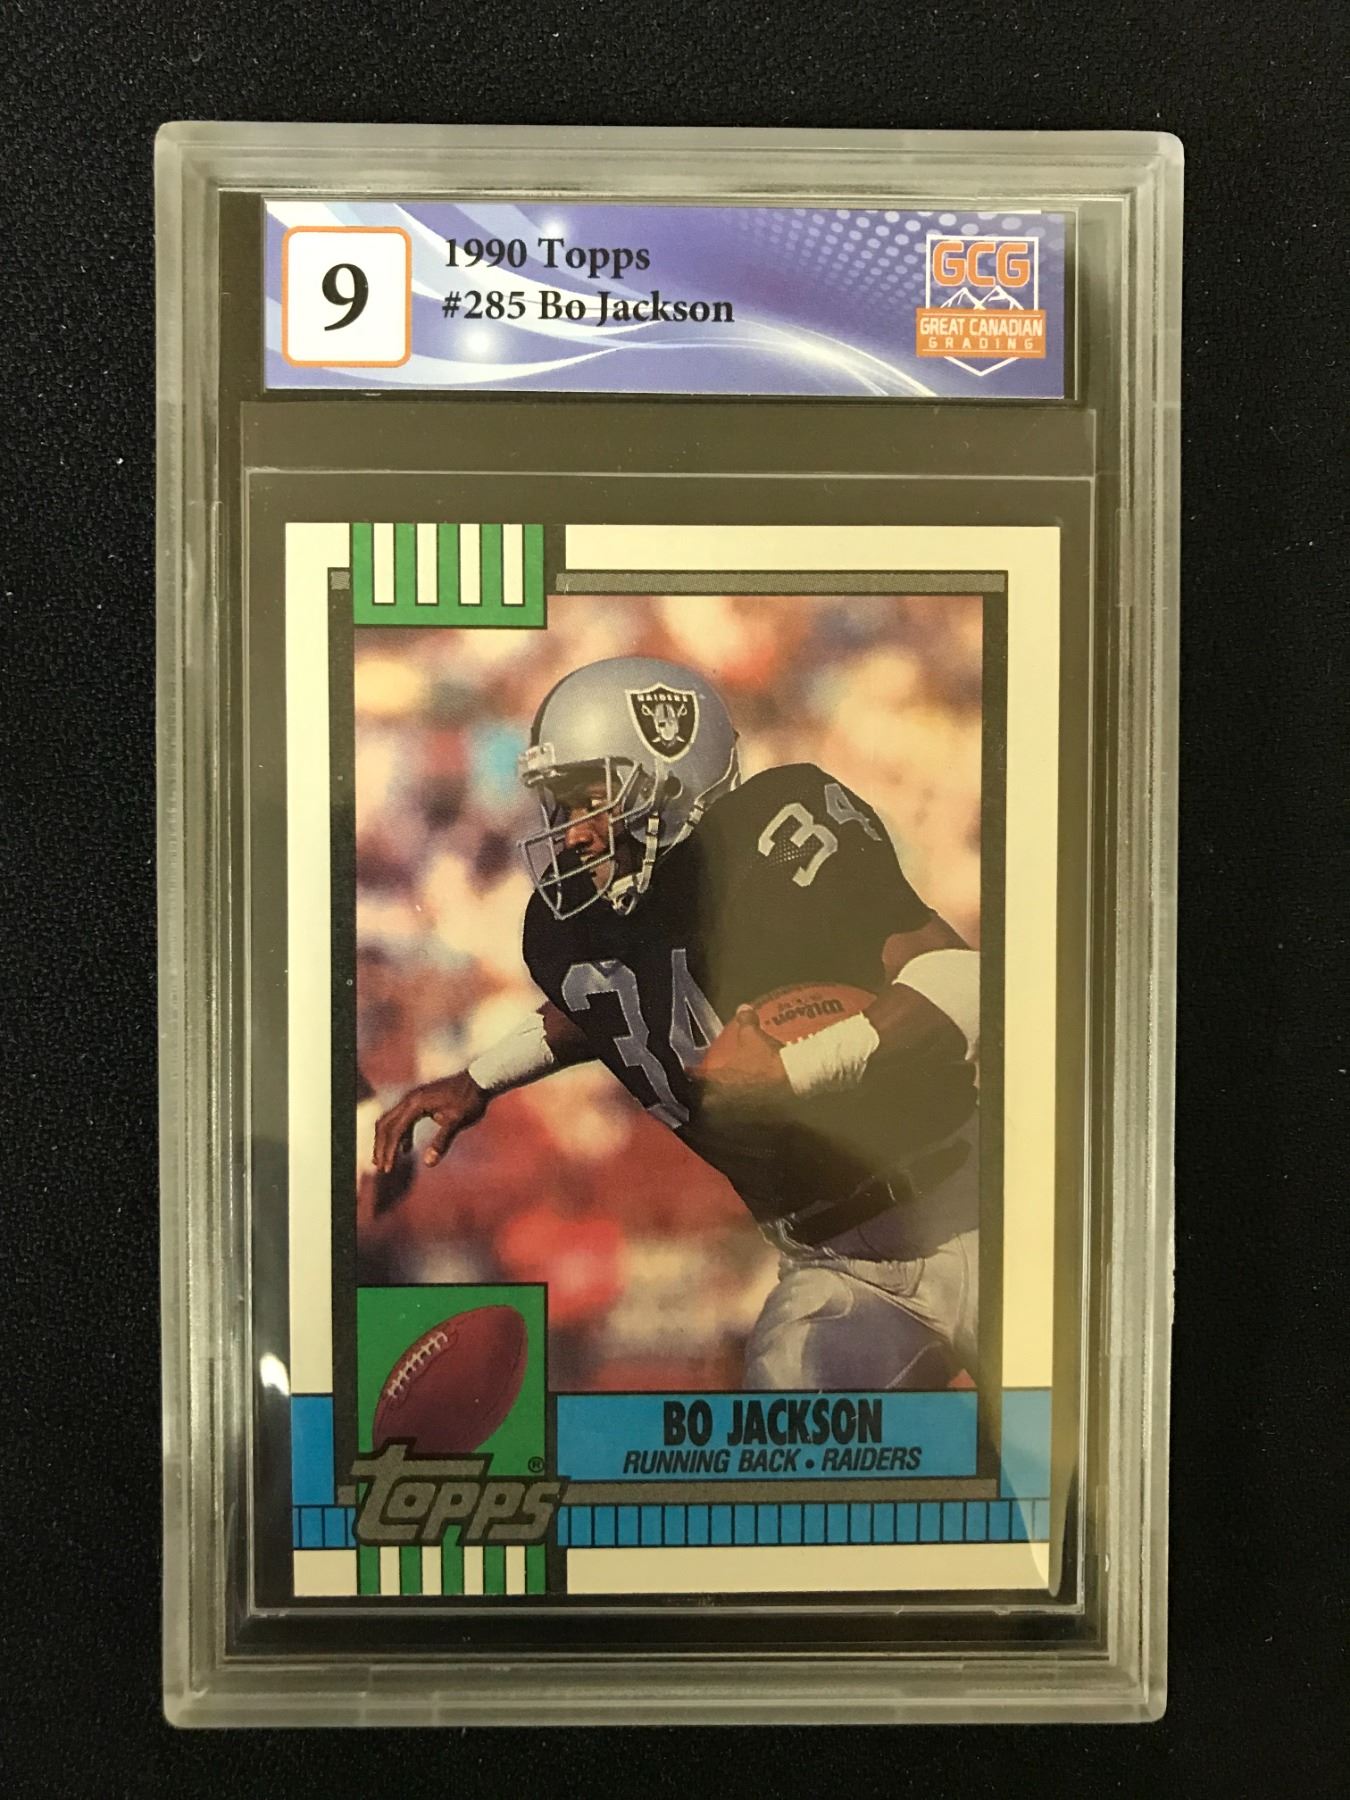 9
1990 Topps
#285 Bo Jackson
GCG
GREAT CANADIAN
GRADING
RAIDERS
34
34
Wilson
BO JACKSON
RUNNING BACK • RAIDERS
TOPPS®